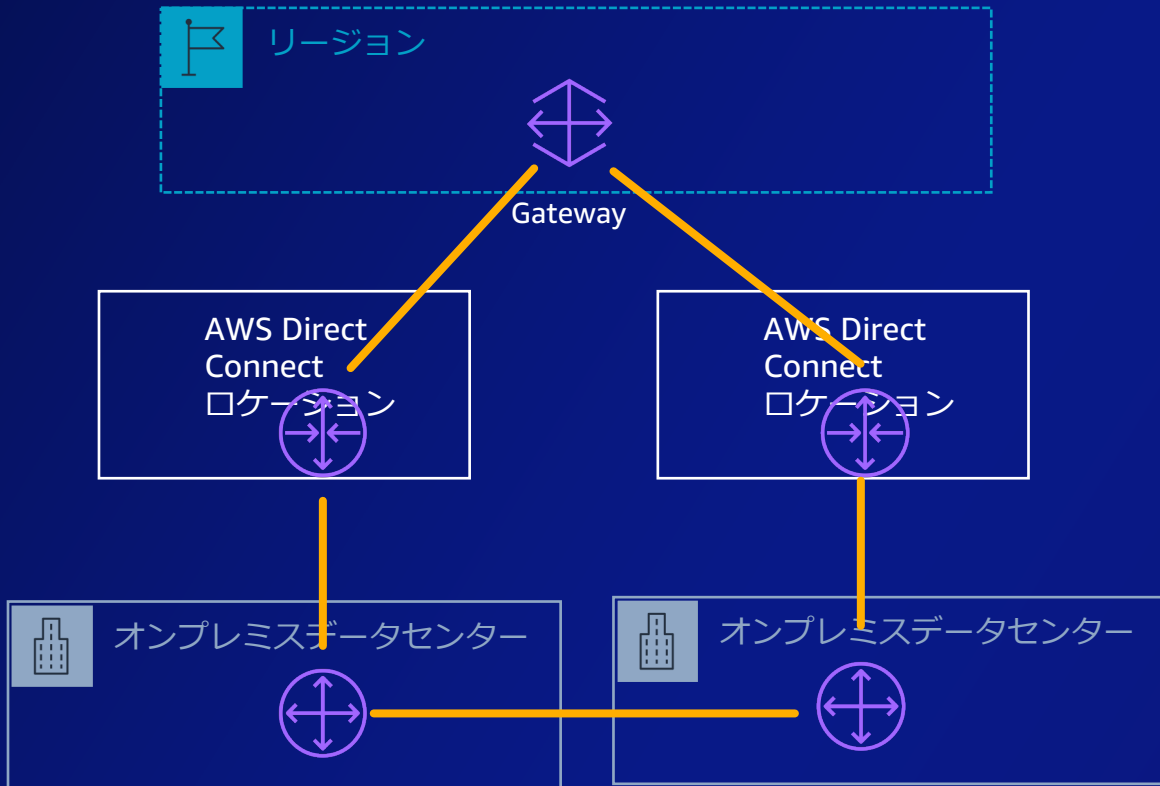 リージョン
Gateway
AWS Direct
Connect
ロケーション
AWS Direct
Connect
ロケーション
オンプレミスデータセンター
オンプレミスデータセンター